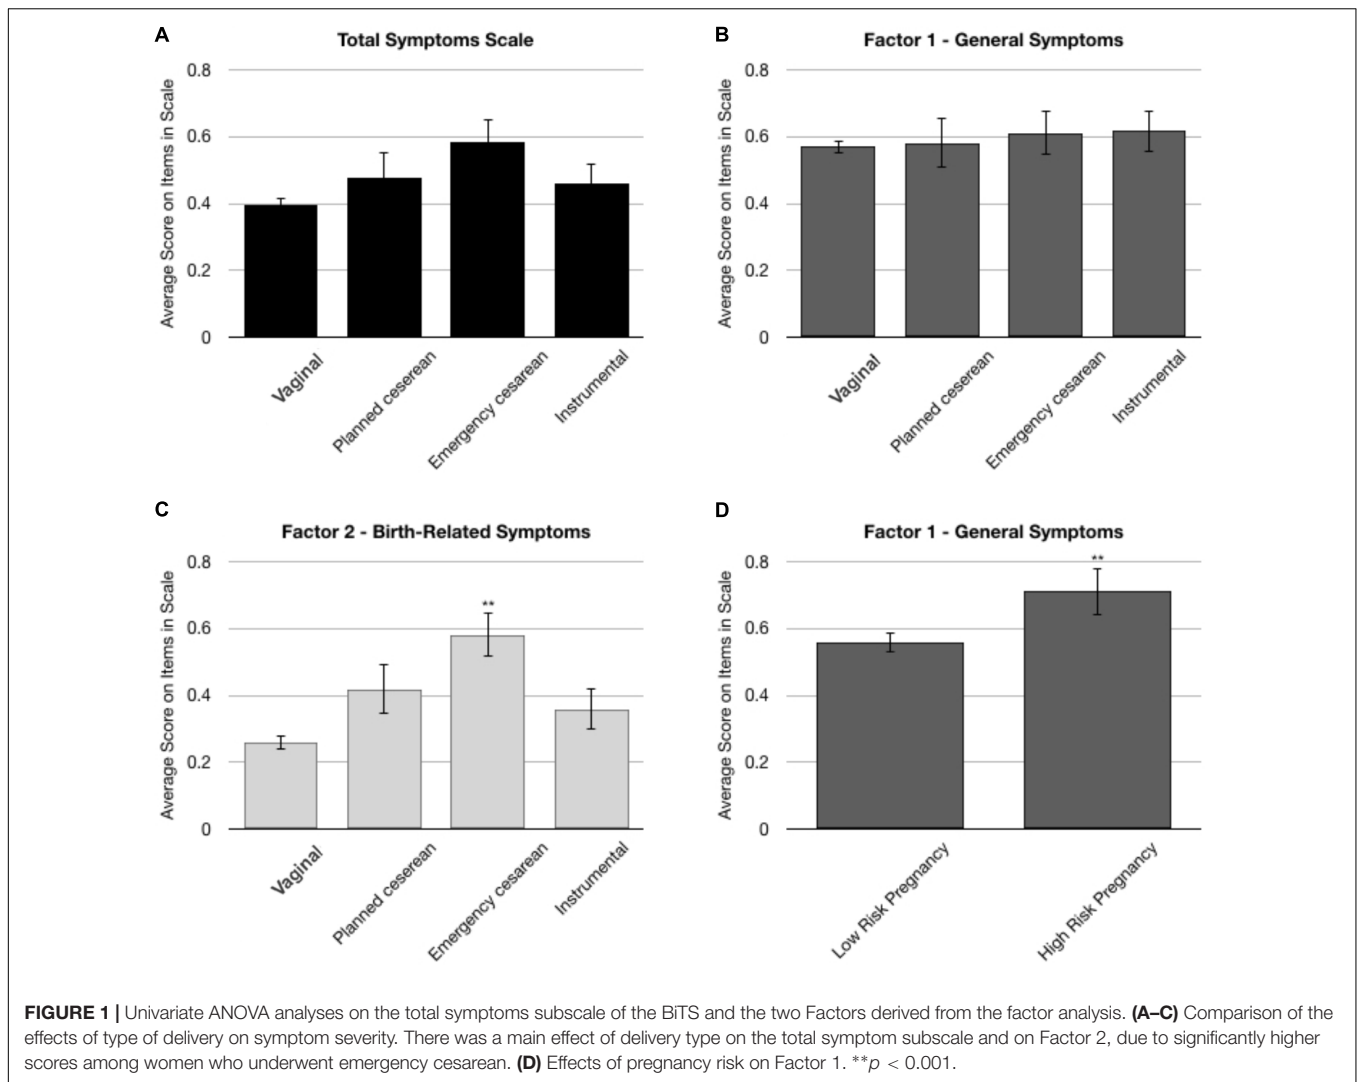 A
Total Symptoms Scale
Average Score on Items in Scale
0.8
0.6
0.4
0.2
0
Vaginal
Planned ceserean
Emergency cesarean
Instrumental
B
Factor 1 - General Symptoms
Average Score on Items in Scale
0.8
0.6
0.4
0.2
0
Vaginal
Planned ceserean
Emergency cesarean
Instrumental
C
Factor 2 - Birth-Related Symptoms
Average Score on Items in Scale
0.8
0.6
0.4
0.2
0
**
Vaginal
Planned ceserean
Emergency cesarean
Instrumental
D
Factor 1 - General Symptoms
Average Score on Items in Scale
0.8
0.6
0.4
0.2
0
**
Low Risk Pregnancy
High Risk Pregnancy
FIGURE 1 | Univariate ANOVA analyses on the total symptoms subscale of the BiTS and the two Factors derived from the factor analysis. (A–C) Comparison of the
effects of type of delivery on symptom severity. There was a main effect of delivery type on the total symptom subscale and on Factor 2, due to significantly higher
scores among women who underwent emergency cesarean. (D) Effects of pregnancy risk on Factor 1. **p < 0.001.